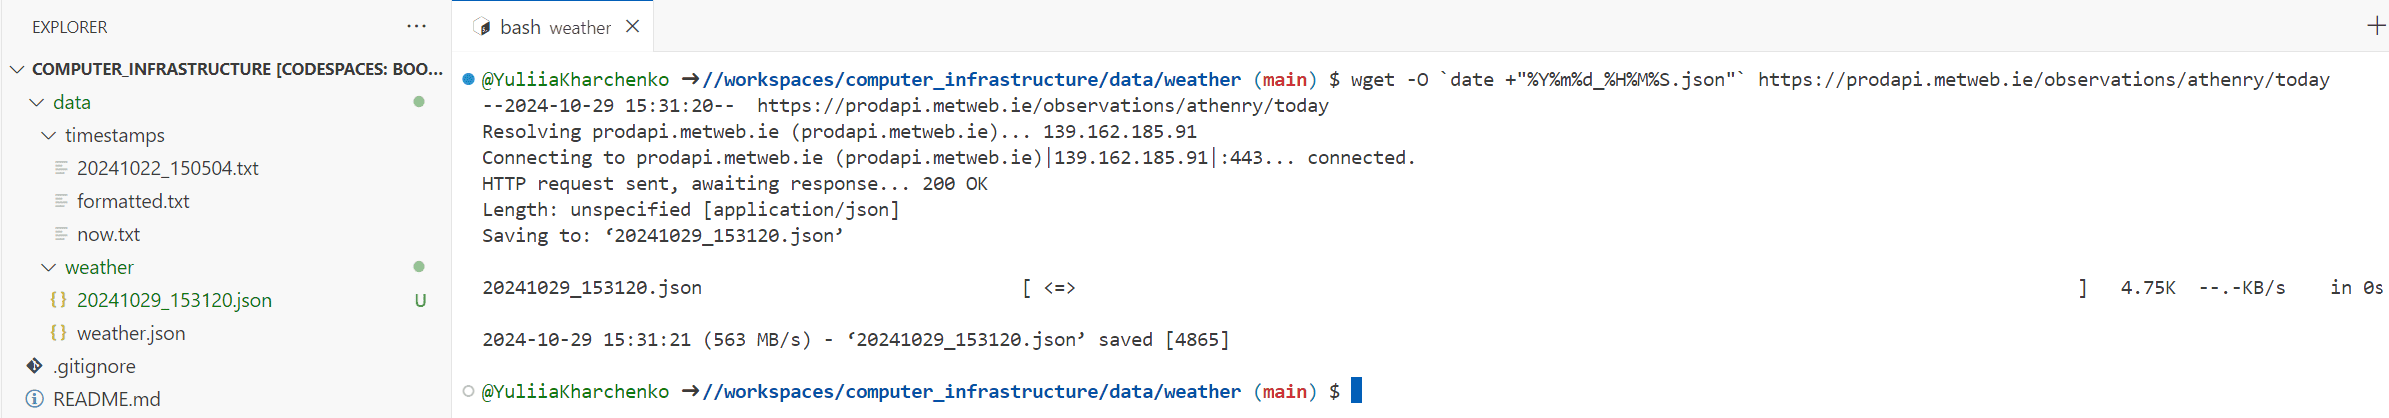 EXPLORER ...
COMPUTER_INFRASTRUCTURE [CODESPACES: BOO...
data
timestamps
20241022_150504.txt
formatted.txt
now.txt
weather
20241029_153120.json U
weather.json
.gitignore
README.md
bash weather
@YuliiaKharchenko ➜//workspaces/computer_infrastructure/data/weather (main) $ wget -O `date +"%Y%m%d_%H%M%S.json"` https://prodapi.metweb.ie/observations/athenry/today
--2024-10-29 15:31:20--  https://prodapi.metweb.ie/observations/athenry/today
Resolving prodapi.metweb.ie (prodapi.metweb.ie)... 139.162.185.91
Connecting to prodapi.metweb.ie (prodapi.metweb.ie)|139.162.185.91|:443... connected.
HTTP request sent, awaiting response... 200 OK
Length: unspecified [application/json]
Saving to: ‘20241029_153120.json’
20241029_153120.json [ <=> ] 4.75K --.-KB/s in 0s
2024-10-29 15:31:21 (563 MB/s) - ‘20241029_153120.json’ saved [4865]
@YuliiaKharchenko ➜//workspaces/computer_infrastructure/data/weather (main) $